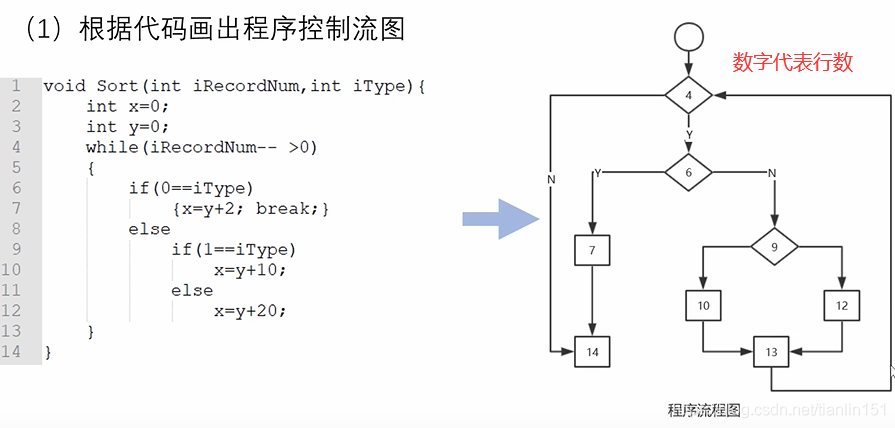 （1）根据代码画出程序控制流图
1 void Sort(int iRecordNum,int iType){
2 int x=0;
3 int y=0;
4 while(iRecordNum-- >0)
5 {
6 if(0==iType)
7 {x=y+2; break;}
8 else
9 if(1==iType)
10 x=y+10;
11 else
12 x=y+20;
13 }
14 }
数字代表行数
4
Y
N
6
Y
N
7
9
10
12
14
13
程序流程图
csdn.net/tianlin151